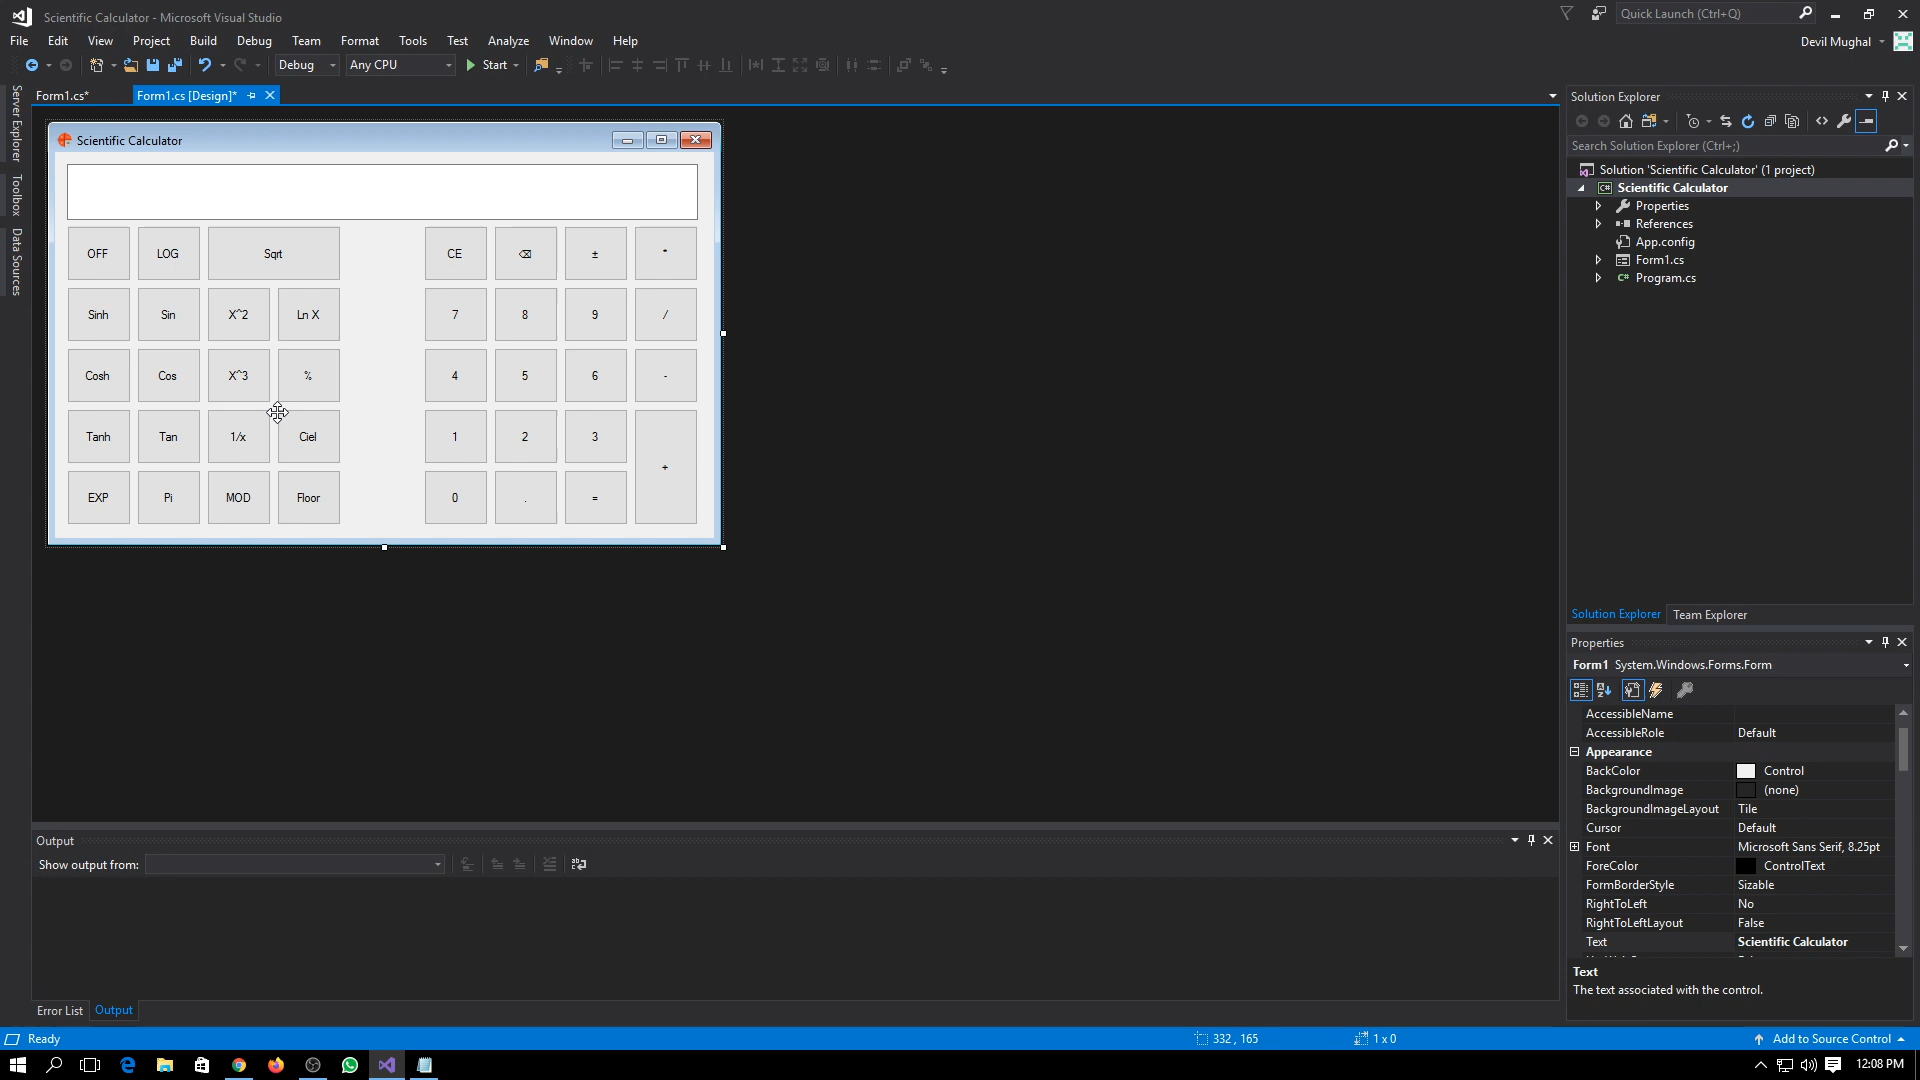 Scientific Calculator - Microsoft Visual Studio
Quick Launch (Ctrl+Q)
File Edit View Project Build Debug Team Format Tools Test Analyze Window Help
Devil Mughal
Debug Any CPU Start
Form1.cs* Form1.cs [Design]*
Server Explorer
Toolbox
Data Sources
Scientific Calculator
OFF LOG Sqrt CE ⌫ ± *
Sinh Sin X^2 Ln X 7 8 9 /
Cosh Cos X^3 % 4 5 6 -
Tanh Tan 1/x Ciel 1 2 3
+
EXP Pi MOD Floor 0 . =
Solution Explorer
Search Solution Explorer (Ctrl+;)
Solution 'Scientific Calculator' (1 project)
C# Scientific Calculator
Properties
References
App.config
Form1.cs
C# Program.cs
Solution Explorer Team Explorer
Properties
Form1 System.Windows.Forms.Form
AccessibleName
AccessibleRole Default
Appearance
BackColor Control
BackgroundImage (none)
BackgroundImageLayout Tile
Cursor Default
Font Microsoft Sans Serif, 8.25pt
ForeColor ControlText
FormBorderStyle Sizable
RightToLeft No
RightToLeftLayout False
Text Scientific Calculator
Text
The text associated with the control.
Output
Show output from:
Error List Output
Ready 332 , 165 1 x 0 Add to Source Control
12:08 PM